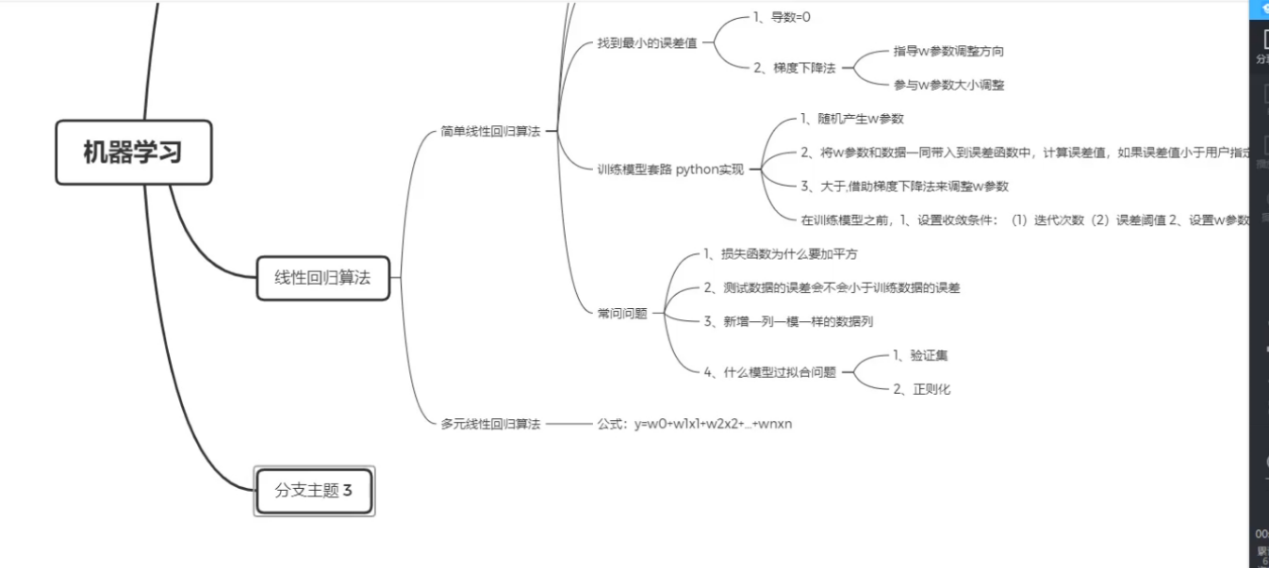 1、导数=0
找到最小的误差值
2、梯度下降法
指导w参数调整方向
参与w参数大小调整
机器学习
简单线性回归算法
1、随机产生w参数
2、将w参数和数据一同带入到误差函数中，计算误差值，如果误差值小于用户指定
训练模型套路 python实现
3、大于,借助梯度下降法来调整w参数
在训练模型之前，1、设置收敛条件：（1）迭代次数（2）误差阈值 2、设置w参数
线性回归算法
1、损失函数为什么要加平方
2、测试数据的误差会不会小于训练数据的误差
常问问题
3、新增一列一模一样的数据列
4、什么模型过拟合问题
1、验证集
2、正则化
多元线性回归算法
公式：y=w0+w1x1+w2x2+...+wnxn
分支主题 3